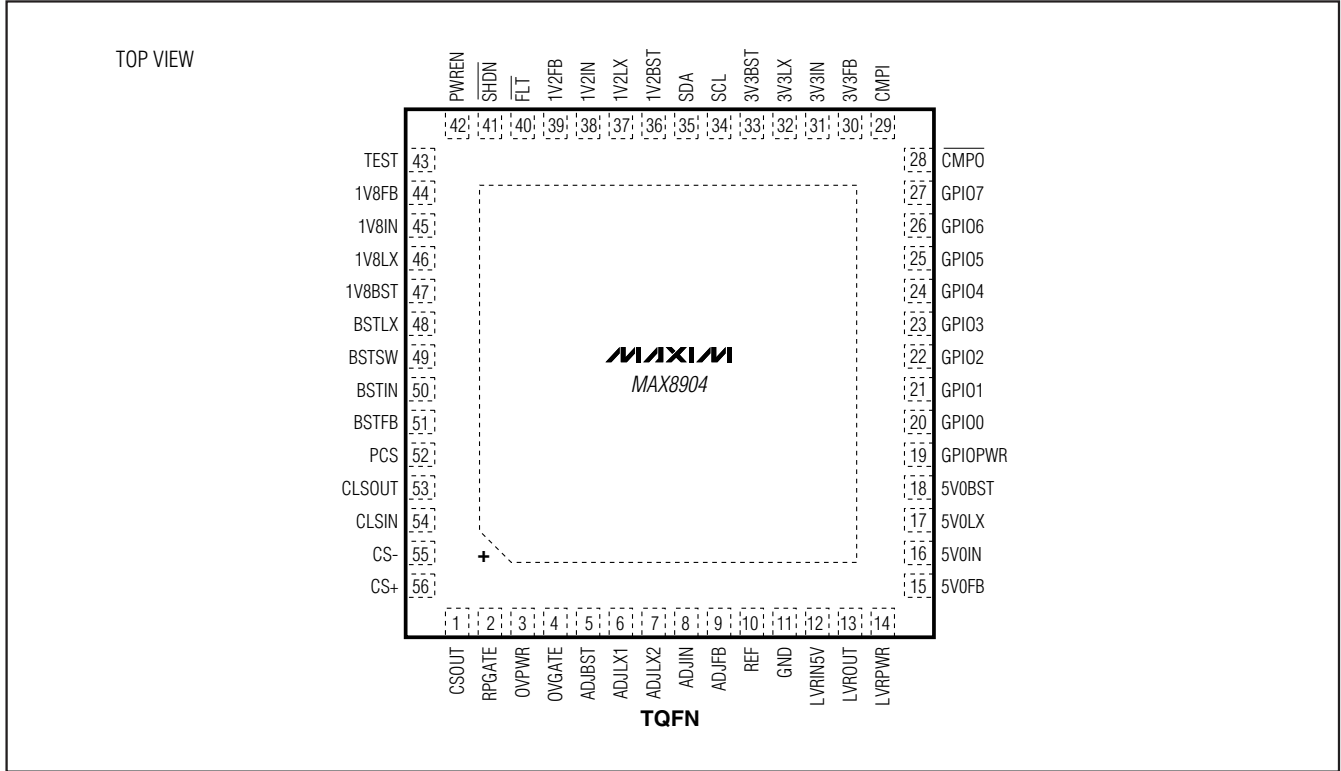 TOP VIEW
PWREN
SHDN
FLT
1V2FB
1V2IN
1V2LX
1V2BST
SDA
SCL
3V3BST
3V3LX
3V3IN
3V3FB
CMPI
42 41 40 39 38 37 36 35 34 33 32 31 30 29
TEST 43
1V8FB 44
1V8IN 45
1V8LX 46
1V8BST 47
BSTLX 48
BSTSW 49
BSTIN 50
BSTFB 51
PCS 52
CLSOUT 53
CLSIN 54
CS- 55
CS+ 56
28 CMPO
27 GPIO7
26 GPIO6
25 GPIO5
24 GPIO4
23 GPIO3
22 GPIO2
21 GPIO1
20 GPIO0
19 GPIOPWR
18 5V0BST
17 5V0LX
16 5V0IN
15 5V0FB
MAXIM
MAX8904
+
1 2 3 4 5 6 7 8 9 10 11 12 13 14
CSOUT
RPGATE
OVPWR
OVGATE
ADJBST
ADJLX1
ADJLX2
ADJIN
ADJFB
REF
GND
LVRIN5V
LVROUT
LVRPWR
TQFN